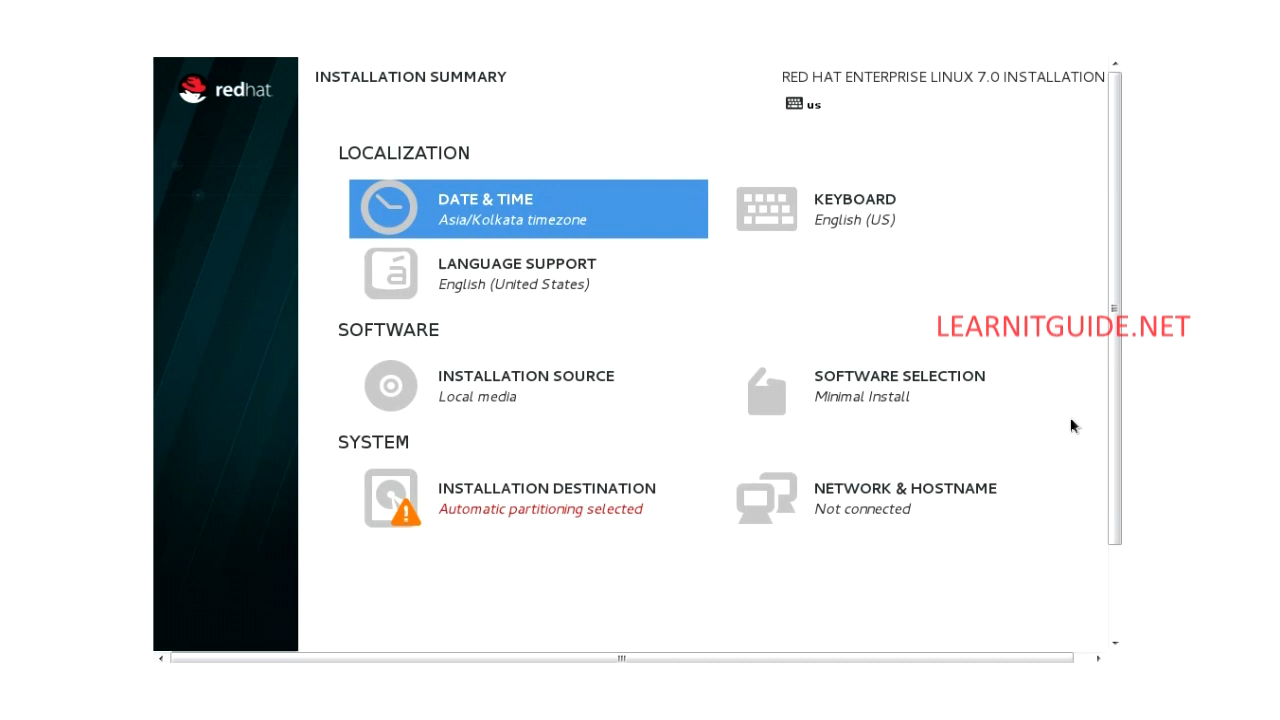 redhat
INSTALLATION SUMMARY
RED HAT ENTERPRISE LINUX 7.0 INSTALLATION
us
LOCALIZATION
DATE & TIME
Asia/Kolkata timezone
KEYBOARD
English (US)
LANGUAGE SUPPORT
English (United States)
SOFTWARE
LEARNITGUIDE.NET
INSTALLATION SOURCE
Local media
SOFTWARE SELECTION
Minimal Install
SYSTEM
INSTALLATION DESTINATION
Automatic partitioning selected
NETWORK & HOSTNAME
Not connected